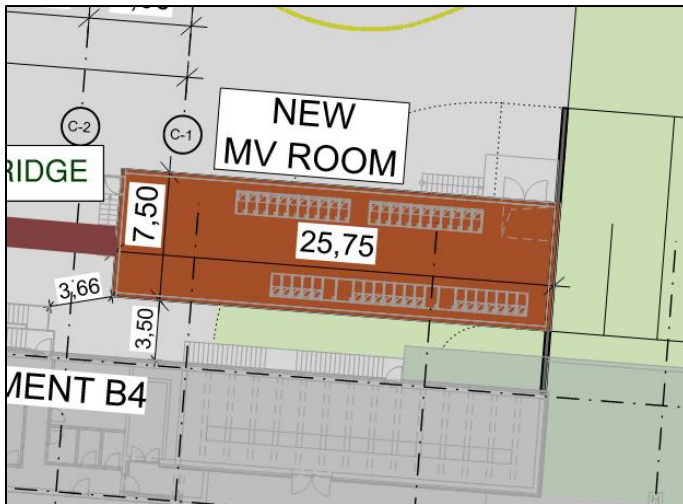 C-2
C-1
NEW
MV ROOM
RIDGE
7,50
25,75
3,66
3,50
MENT B4